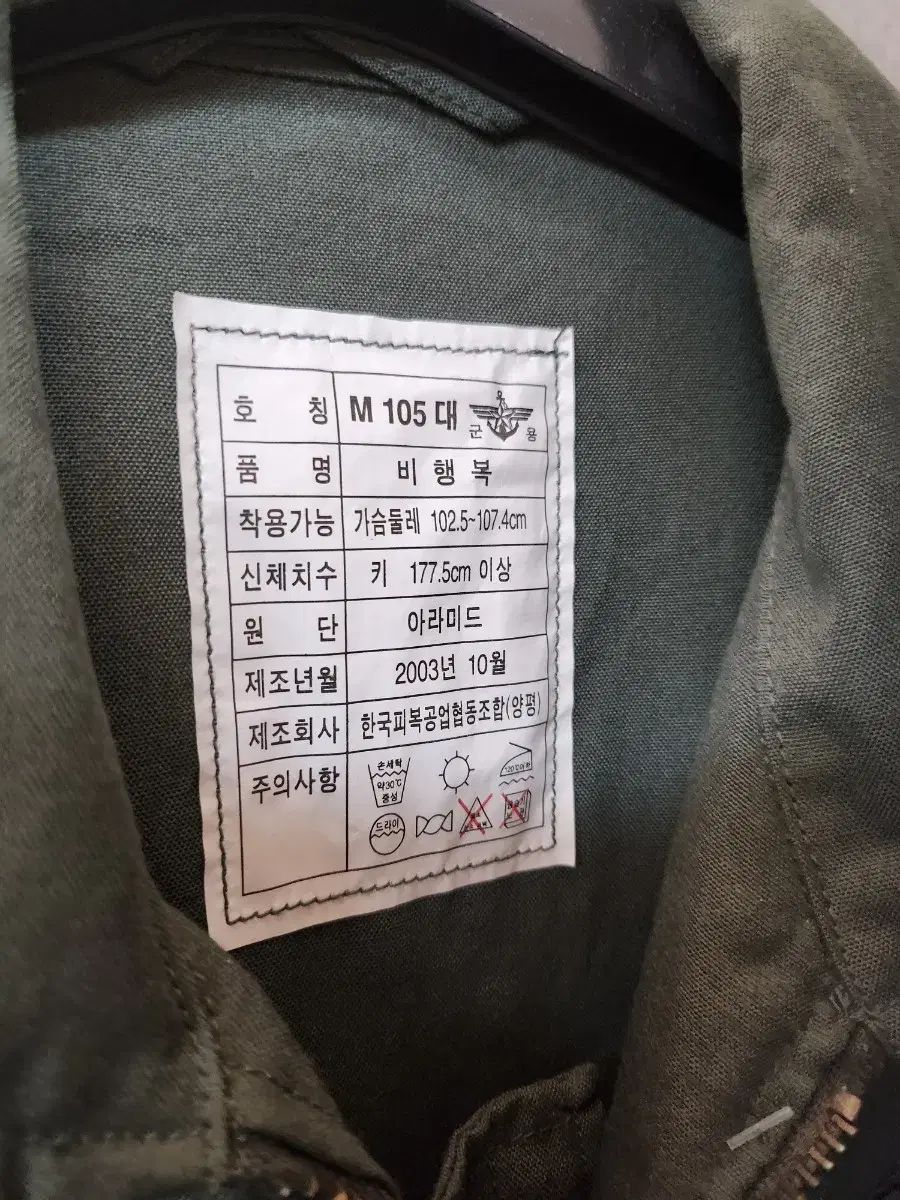 호 칭 M 105 대 군 용
품 명 비 행 복
착용가능 가슴둘레 102.5~107.4cm
신체치수 키 177.5cm 이상
원 단 아라미드
제조년월 2003년 10월
제조회사 한국피복공업협동조합(양평)
주의사항
손세탁
약30℃
중성
드라이